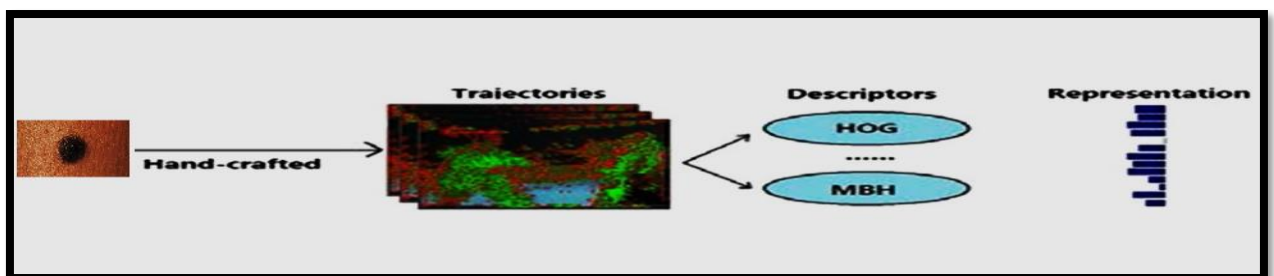 Trajectories
Descriptors
Representation
HOG
Hand-crafted
......
MBH